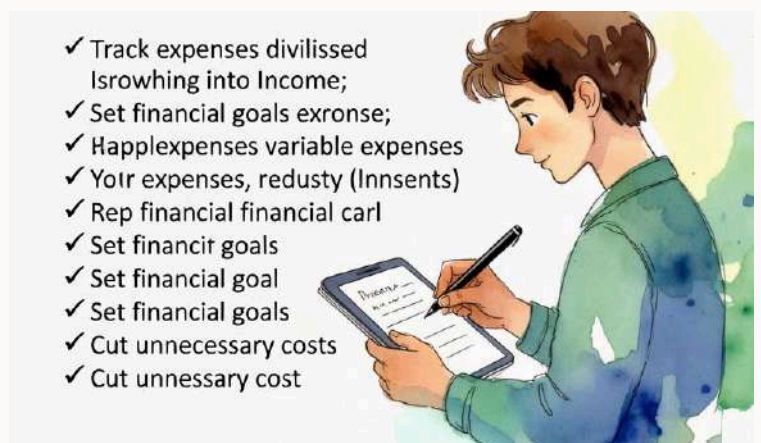 ✓ Track expenses divilissed
Isrowhing into Income;
✓ Set financial goals exronse;
✓ Happlexpenses variable expenses
✓ Yoır expenses, redusty (Innsents)
✓ Rep financial financial carl
✓ Set financiı goals
✓ Set financial goal
✓ Set financial goals
✓ Cut unnecessary costs
✓ Cut unnessary cost